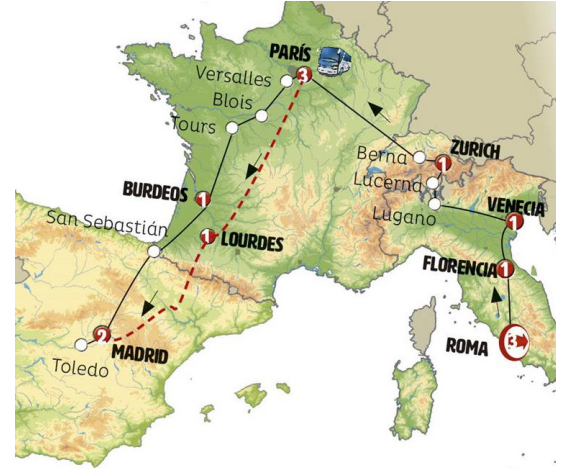 PARÍS
3
Versalles
Blois
Tours
Berna
ZURICH
1
Lucerna
Lugano
BURDEOS
1
VENECIA
1
San Sebastián
1
LOURDES
FLORENCIA
1
ROMA
3
2
MADRID
Toledo